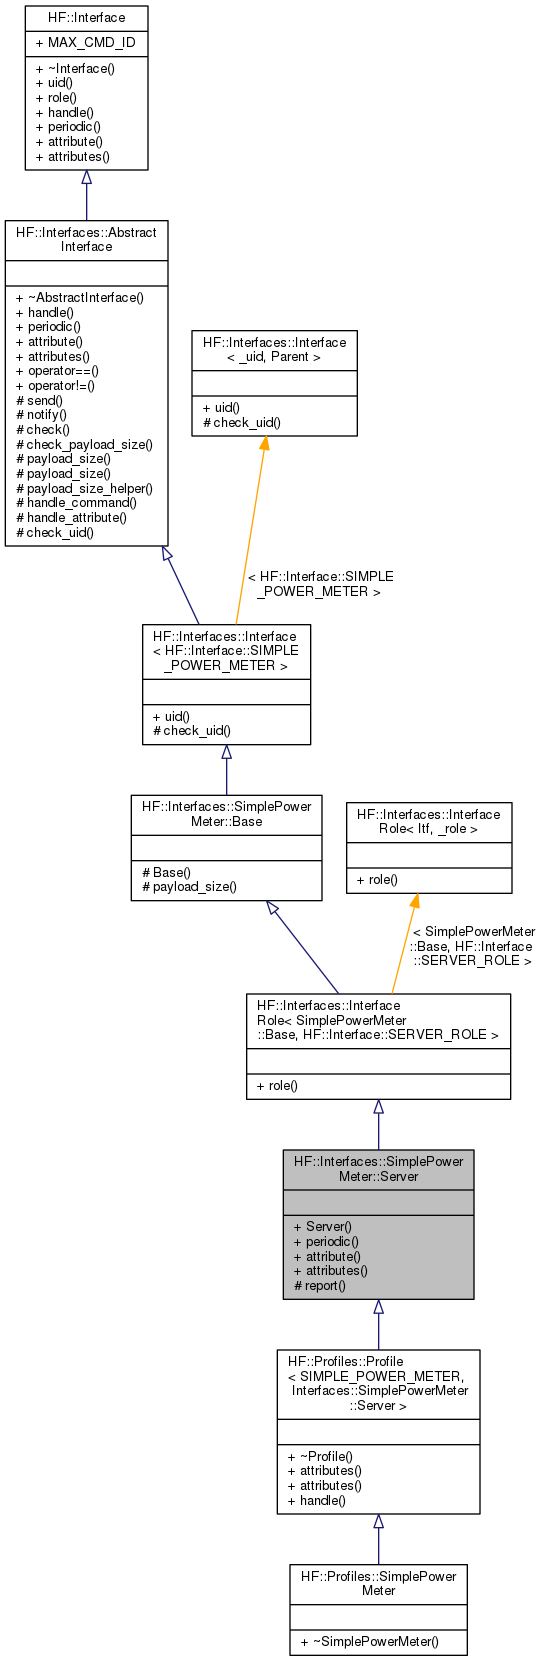 HF::Interface
+ MAX_CMD_ID
+ ~Interface()
+ uid()
+ role()
+ handle()
+ periodic()
+ attribute()
+ attributes()
HF::Interfaces::Abstract
Interface
+ ~AbstractInterface()
+ handle()
+ periodic()
+ attribute()
+ attributes()
+ operator==()
+ operator!=()
# send()
# notify()
# check()
# check_payload_size()
# payload_size()
# payload_size()
# payload_size_helper()
# handle_command()
# handle_attribute()
# check_uid()
HF::Interfaces::Interface
< _uid, Parent >
+ uid()
# check_uid()
< HF::Interface::SIMPLE
_POWER_METER >
HF::Interfaces::Interface
< HF::Interface::SIMPLE
_POWER_METER >
+ uid()
# check_uid()
HF::Interfaces::SimplePower
Meter::Base
# Base()
# payload_size()
HF::Interfaces::Interface
Role< Itf, _role >
+ role()
< SimplePowerMeter
::Base, HF::Interface
::SERVER_ROLE >
HF::Interfaces::Interface
Role< SimplePowerMeter
::Base, HF::Interface::SERVER_ROLE >
+ role()
HF::Interfaces::SimplePower
Meter::Server
+ Server()
+ periodic()
+ attribute()
+ attributes()
# report()
HF::Profiles::Profile
< SIMPLE_POWER_METER,
Interfaces::SimplePowerMeter
::Server >
+ ~Profile()
+ attributes()
+ attributes()
+ handle()
HF::Profiles::SimplePower
Meter
+ ~SimplePowerMeter()